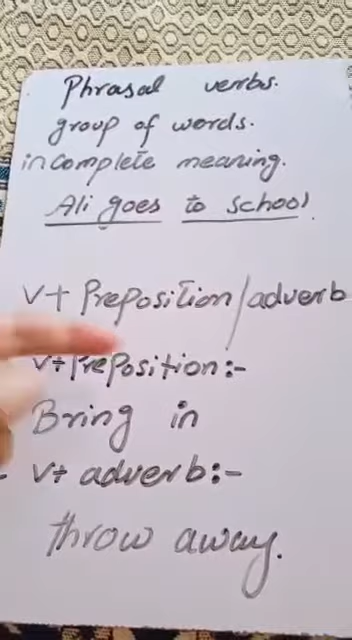 Phrasal verbs.
group of words.
incomplete meaning.
Ali goes to school.
V+ Preposition/adverb
V+Preposition:-
Bring in
V+ adverb:-
throw away.